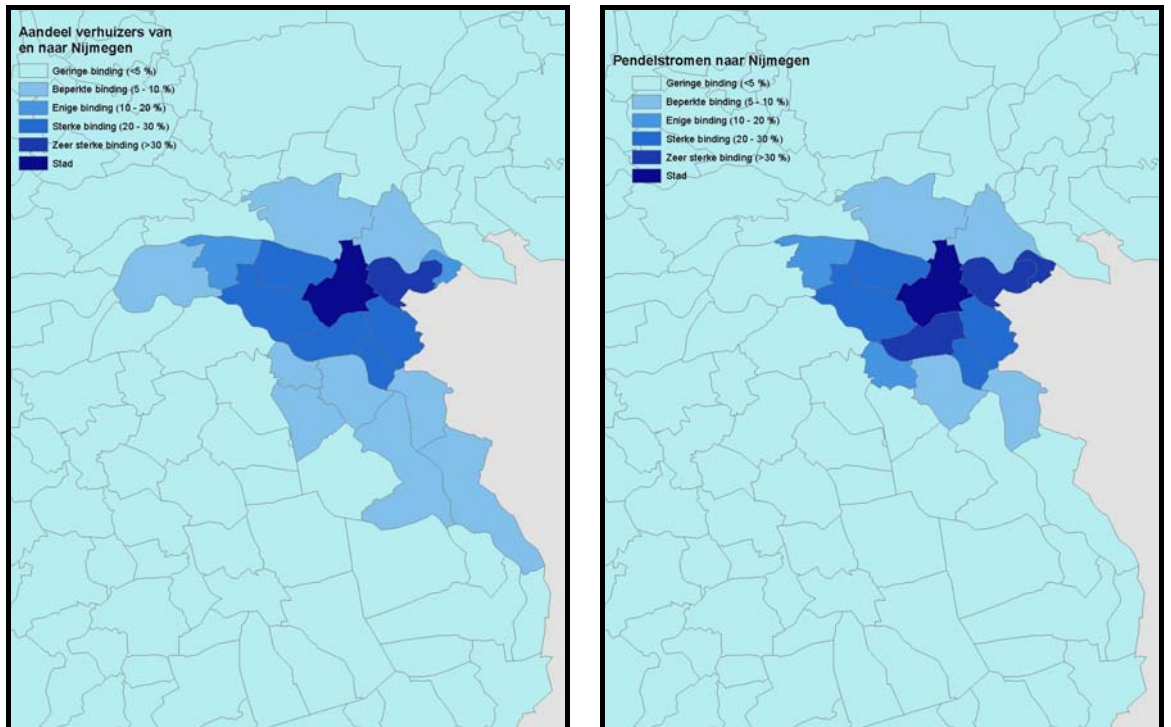 Aandeel verhuizers van
en naar Nijmegen
Geringe binding (<5 %)
Beperkte binding (5 - 10 %)
Enige binding (10 - 20 %)
Sterke binding (20 - 30 %)
Zeer sterke binding (>30 %)
Stad
Pendelstromen naar Nijmegen
Geringe binding (<5 %)
Beperkte binding (5 - 10 %)
Enige binding (10 - 20 %)
Sterke binding (20 - 30 %)
Zeer sterke binding (>30 %)
Stad